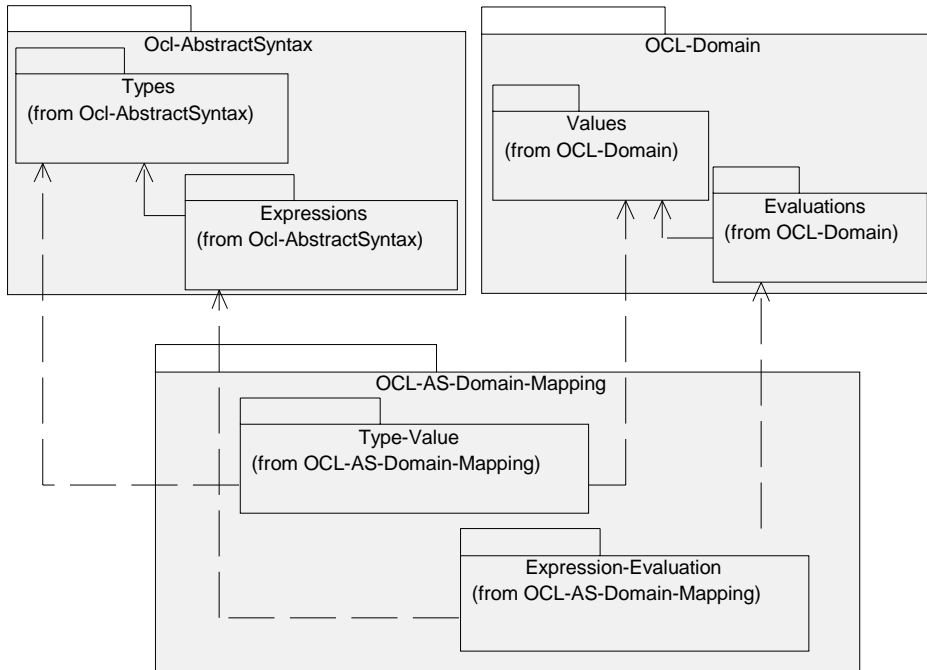 Ocl-AbstractSyntax
Types
(from Ocl-AbstractSyntax)
Expressions
(from Ocl-AbstractSyntax)
OCL-Domain
Values
(from OCL-Domain)
Evaluations
(from OCL-Domain)
OCL-AS-Domain-Mapping
Type-Value
(from OCL-AS-Domain-Mapping)
Expression-Evaluation
(from OCL-AS-Domain-Mapping)